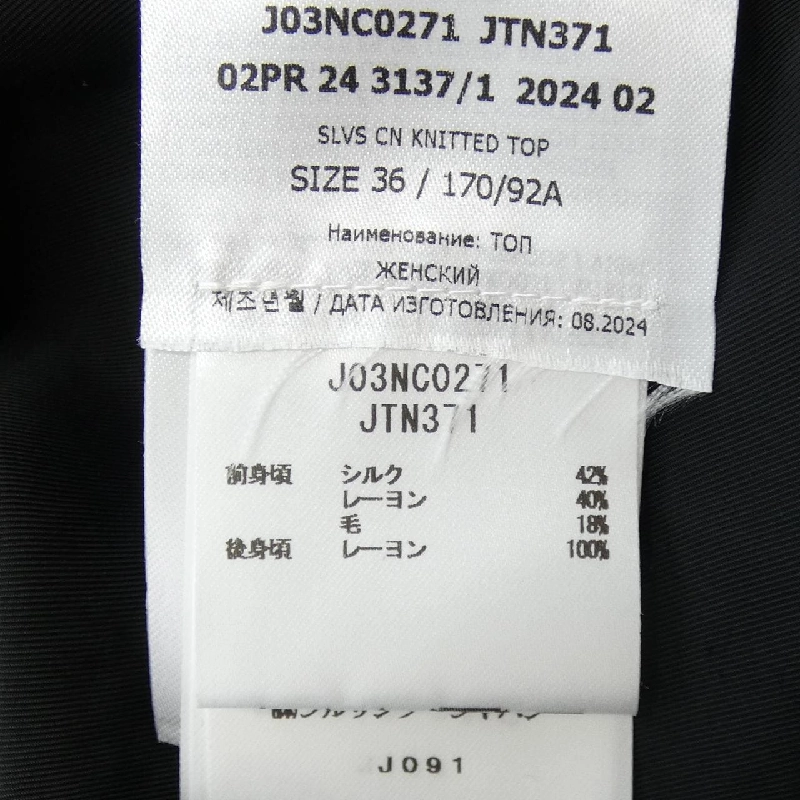 J03NC0271 JTN371
02PR 24 3137/1 2024 02
SLVS CN KNITTED TOP
SIZE 36 / 170/92A
Наименование: ТОП
ЖЕНСКИЙ
제조년월 / ДАТА ИЗГОТОВЛЕНИЯ: 08.2024
J03NC0271
JTN371
前身頃 シルク 42%
レーヨン 40%
毛 18%
後身頃 レーヨン 100%
J091